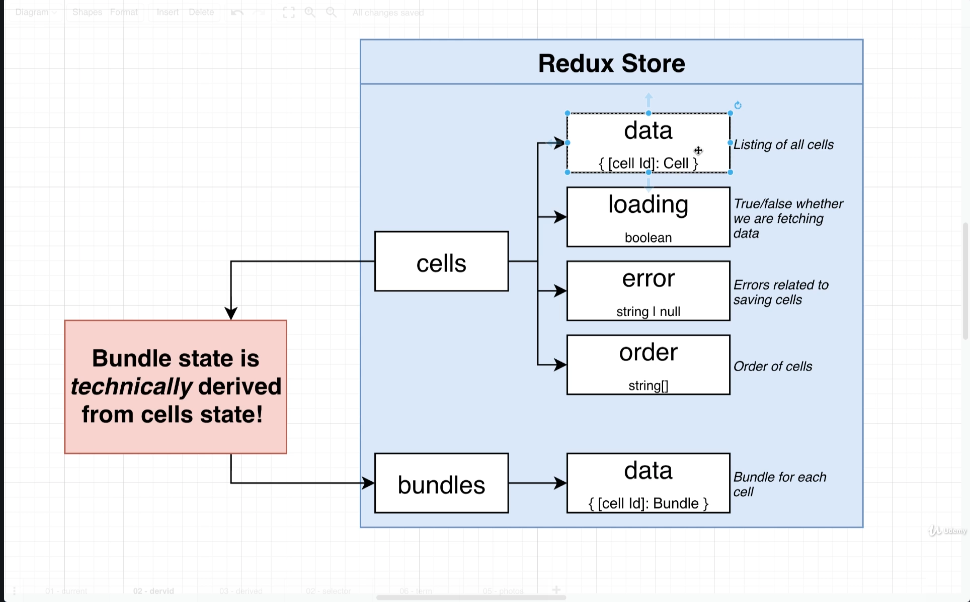 Diagram Shapes Format Insert Delete All changes saved
Redux Store
data
{ [cell Id]: Cell }
Listing of all cells
loading
boolean
True/false whether
we are fetching
data
cells
error
string | null
Errors related to
saving cells
Bundle state is
technically derived
from cells state!
order
string[]
Order of cells
bundles
data
{ [cell Id]: Bundle }
Bundle for each
cell
Udemy
02 - dervid